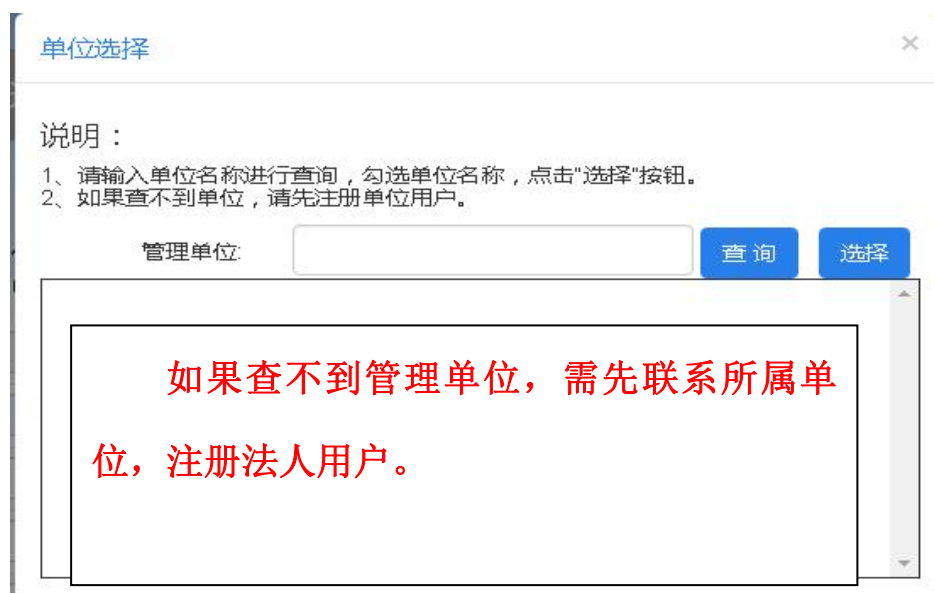 单位选择
×
说明：
1、请输入单位名称进行查询，勾选单位名称，点击"选择"按钮。
2、如果查不到单位，请先注册单位用户。
管理单位: 查询 选择
如果查不到管理单位，需先联系所属单
位，注册法人用户。